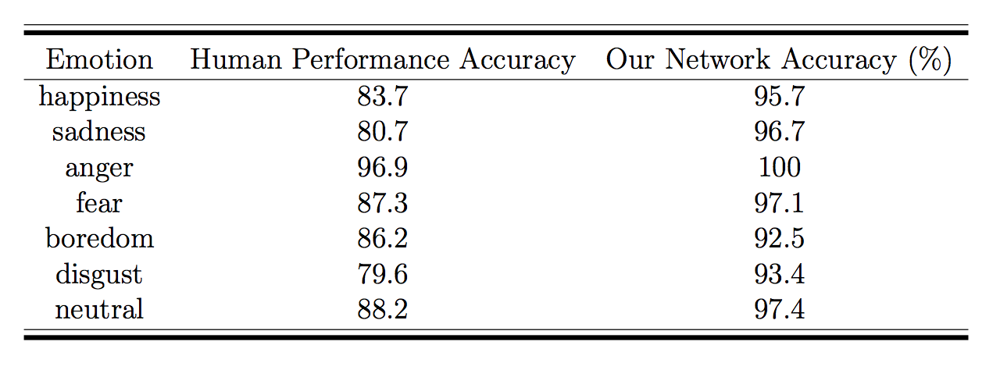 Emotion Human Performance Accuracy Our Network Accuracy (%)
happiness 83.7 95.7
sadness 80.7 96.7
anger 96.9 100
fear 87.3 97.1
boredom 86.2 92.5
disgust 79.6 93.4
neutral 88.2 97.4